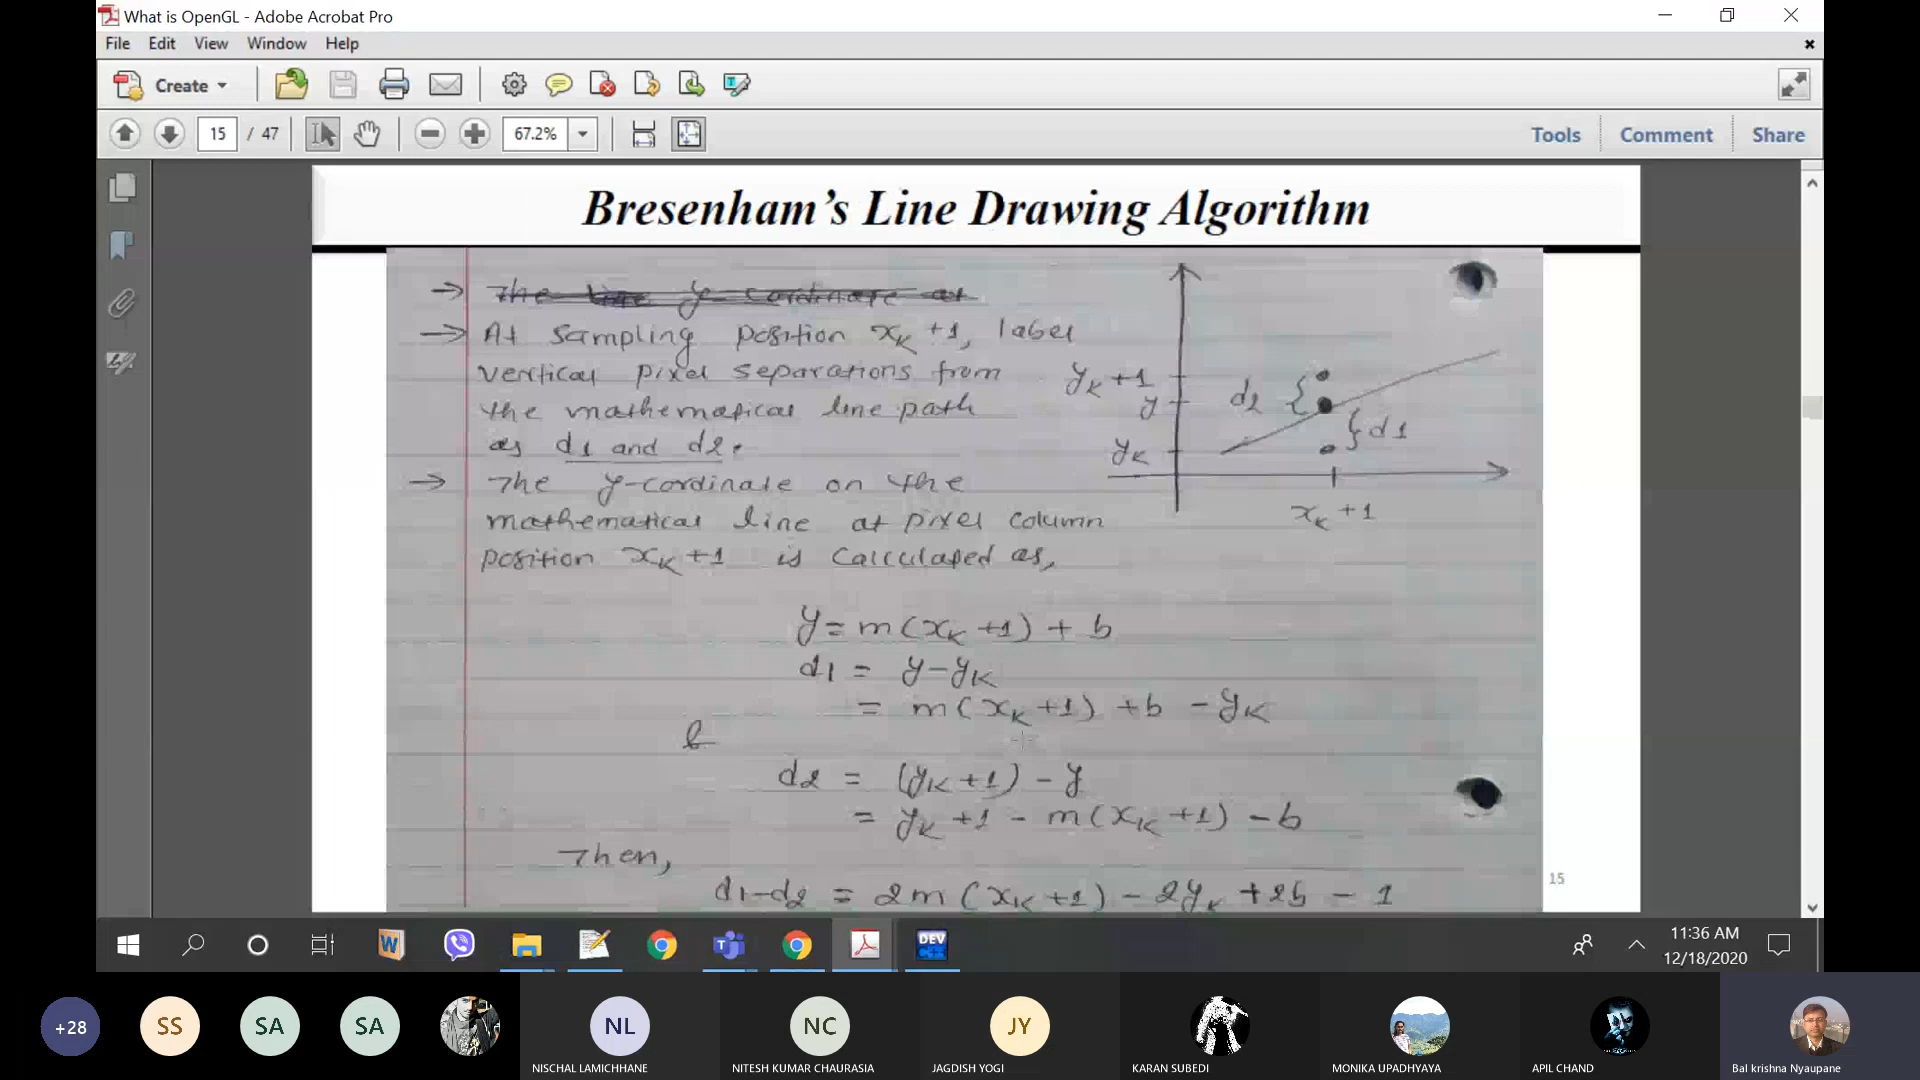 What is OpenGL - Adobe Acrobat Pro
File Edit View Window Help
Create
15 / 47
67.2%
Tools Comment Share
Bresenham's Line Drawing Algorithm
→ The line y-cordinate at
→ At sampling position xₖ+1, label
vertical pixel separations from
the mathematical line path
as d1 and d2.
→ The y-cordinate on the
mathematical line at pixel column
position xₖ+1 is calculated as,
yₖ+1
y
yₖ
d2
d1
xₖ+1
y = m(xₖ+1) + b
d1 = y-yₖ
= m(xₖ+1) +b - yₖ
&
d2 = (yₖ+1) - y
= yₖ+1 - m(xₖ+1) - b
Then,
d1-d2 = 2m(xₖ+1) - 2yₖ + 2b - 1
15
DEV
C++
11:36 AM
12/18/2020
+28
SS
SA
SA
NL
NISCHAL LAMICHHANE
NC
NITESH KUMAR CHAURASIA
JY
JAGDISH YOGI
KARAN SUBEDI
MONIKA UPADHYAYA
APIL CHAND
Bal krishna Nyaupane